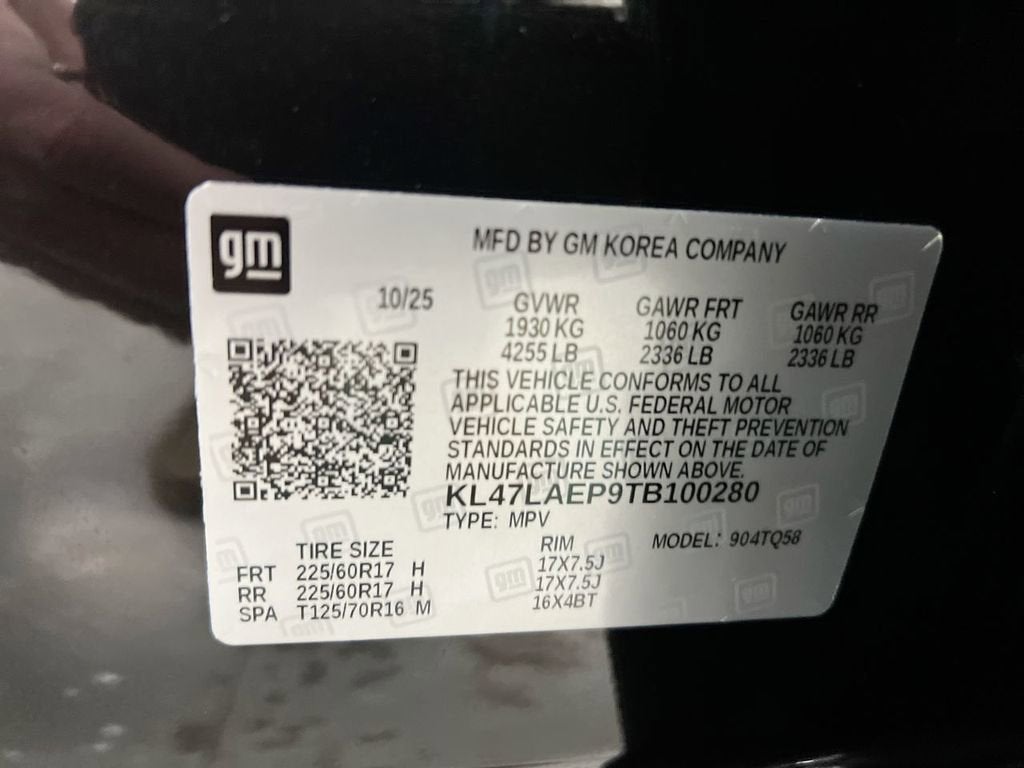 gm
MFD BY GM KOREA COMPANY
10/25
GVWR GAWR FRT GAWR RR
1930 KG 1060 KG 1060 KG
4255 LB 2336 LB 2336 LB
THIS VEHICLE CONFORMS TO ALL
APPLICABLE U.S. FEDERAL MOTOR
VEHICLE SAFETY AND THEFT PREVENTION
STANDARDS IN EFFECT ON THE DATE OF
MANUFACTURE SHOWN ABOVE.
KL47LAEP9TB100280
TYPE: MPV
MODEL: 904TQ58
TIRE SIZE RIM
FRT 225/60R17 H 17X7.5J
RR 225/60R17 H 17X7.5J
SPA T125/70R16 M 16X4BT